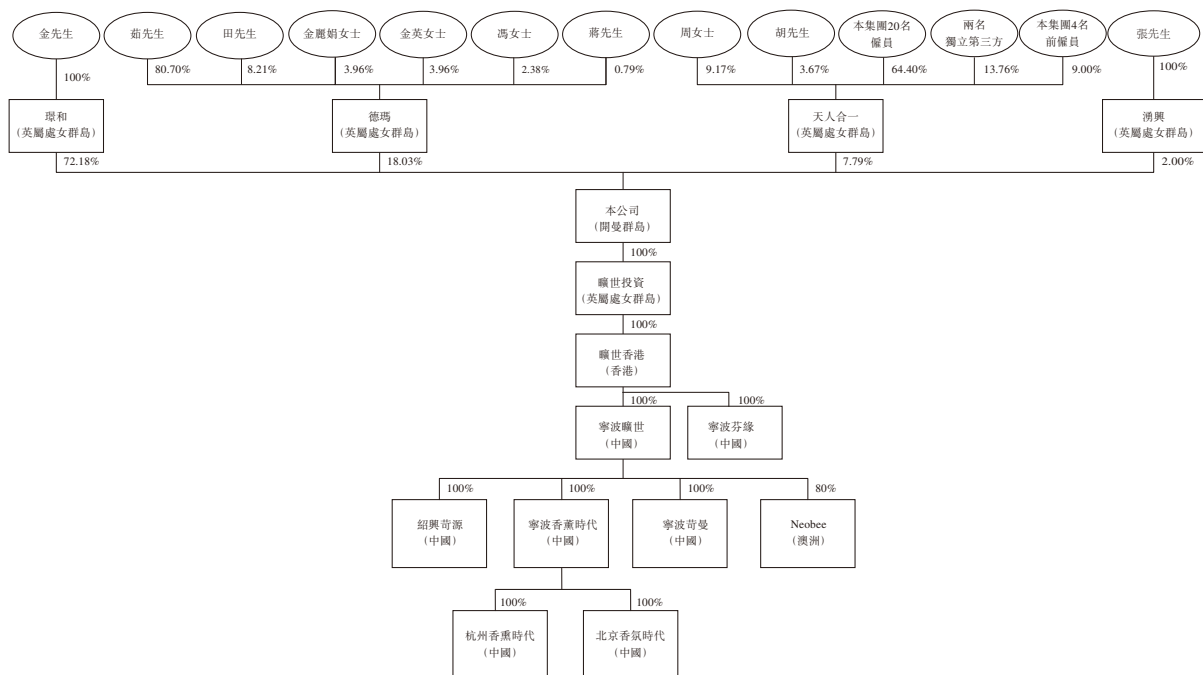 金先生
茹先生
田先生
金麗娟女士
金英女士
馮女士
蔣先生
周女士
胡先生
本集團20名
僱員
兩名
獨立第三方
本集團4名
前僱員
張先生
100%
80.70%
8.21%
3.96%
3.96%
2.38%
0.79%
9.17%
3.67%
64.40%
13.76%
9.00%
100%
璟和
(英屬處女群島)
德瑪
(英屬處女群島)
天人合一
(英屬處女群島)
湧興
(英屬處女群島)
72.18%
18.03%
7.79%
2.00%
本公司
(開曼群島)
100%
曠世投資
(英屬處女群島)
100%
曠世香港
(香港)
100%
100%
寧波曠世
(中國)
寧波芬緣
(中國)
100%
100%
100%
80%
紹興苛源
(中國)
寧波香薰時代
(中國)
寧波苛曼
(中國)
Neobee
(澳洲)
100%
100%
杭州香熏時代
(中國)
北京香氛時代
(中國)